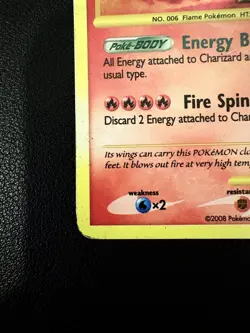 NO. 006 Flame Pokémon HT
Poké-BODY Energy B
All Energy attached to Charizard a
usual type.
Fire Spin
Discard 2 Energy attached to Char
Its wings can carry this POKéMON clo
feet. It blows out fire at very high tem
weakness
resistan
×2
©2008 Pokémo